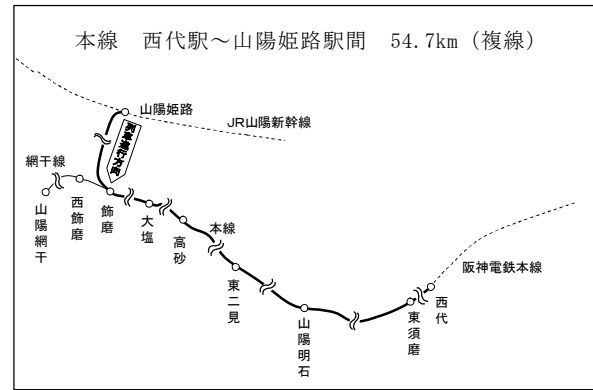 本線 西代駅～山陽姫路駅間 54.7km（複線）
山陽姫路
JR山陽新幹線
列車進行方向
網干線
山陽網干
西飾磨
飾磨
大塩
高砂
本線
東二見
山陽明石
東須磨
西代
阪神電鉄本線